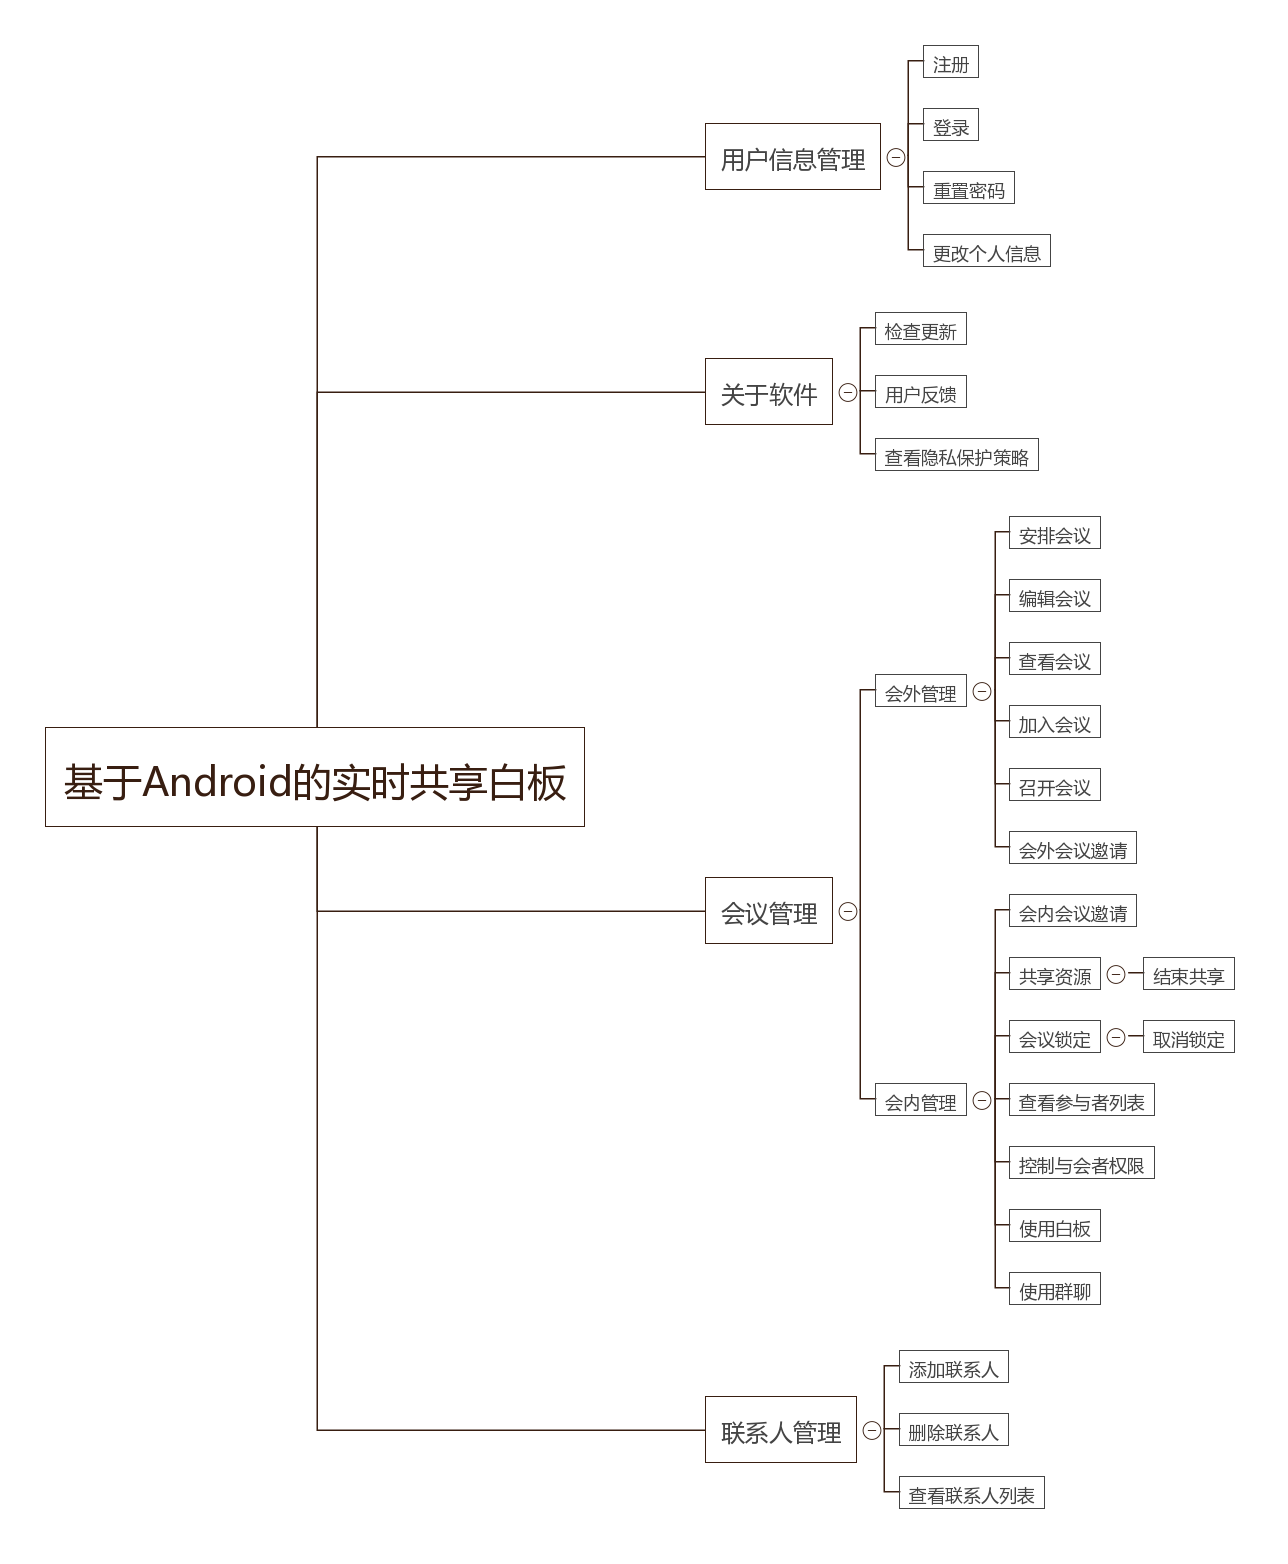 基于Android的实时共享白板
用户信息管理
注册
登录
重置密码
更改个人信息
关于软件
检查更新
用户反馈
查看隐私保护策略
会议管理
会外管理
安排会议
编辑会议
查看会议
加入会议
召开会议
会外会议邀请
会内管理
会内会议邀请
共享资源
结束共享
会议锁定
取消锁定
查看参与者列表
控制与会者权限
使用白板
使用群聊
联系人管理
添加联系人
删除联系人
查看联系人列表